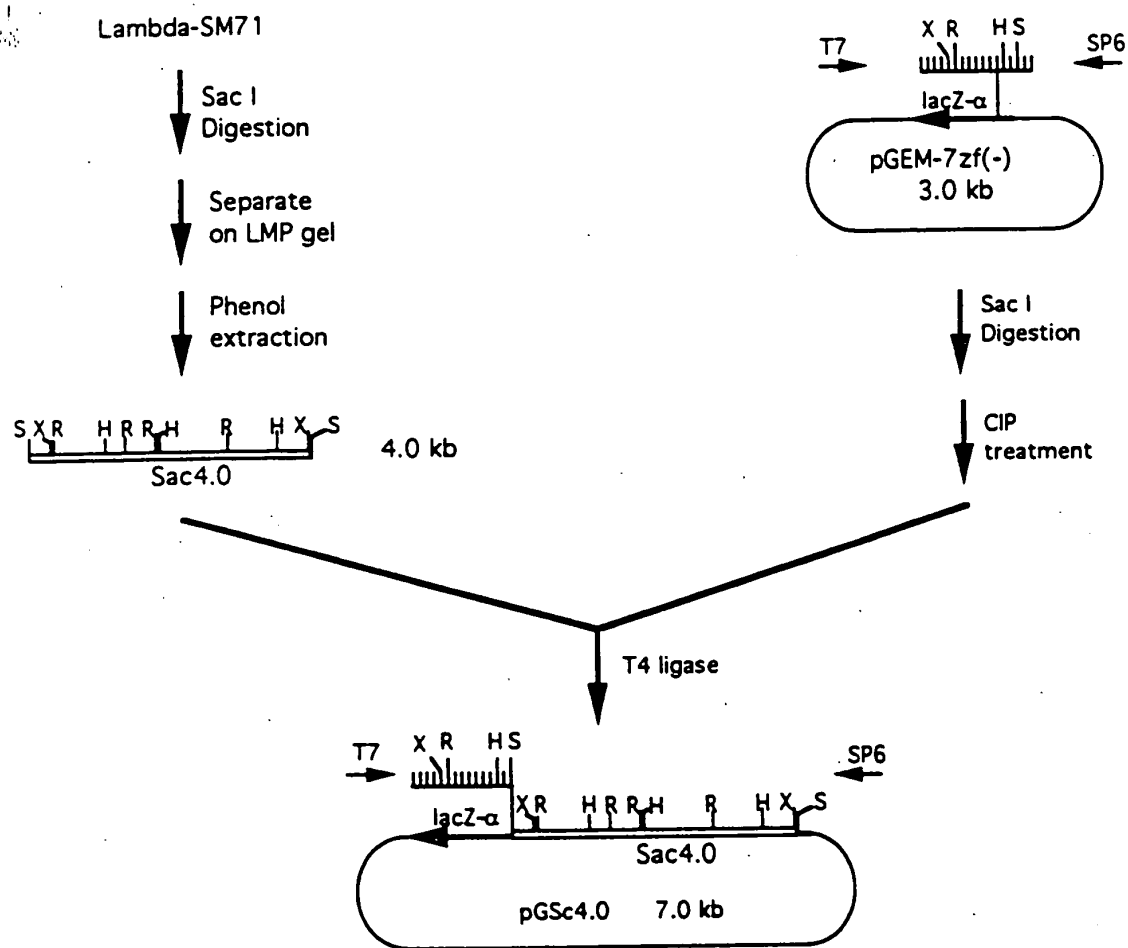 Lambda-SM71
Sac I
Digestion
Separate
on LMP gel
Phenol
extraction
S X R H R R H R H X S
Sac4.0
4.0 kb
T7
X R H S
SP6
lacZ-α
pGEM-7zf(-)
3.0 kb
Sac I
Digestion
CIP
treatment
T4 ligase
T7
X R H S
SP6
lacZ-α
X R H R R H R H X S
Sac4.0
pGSc4.0 7.0 kb